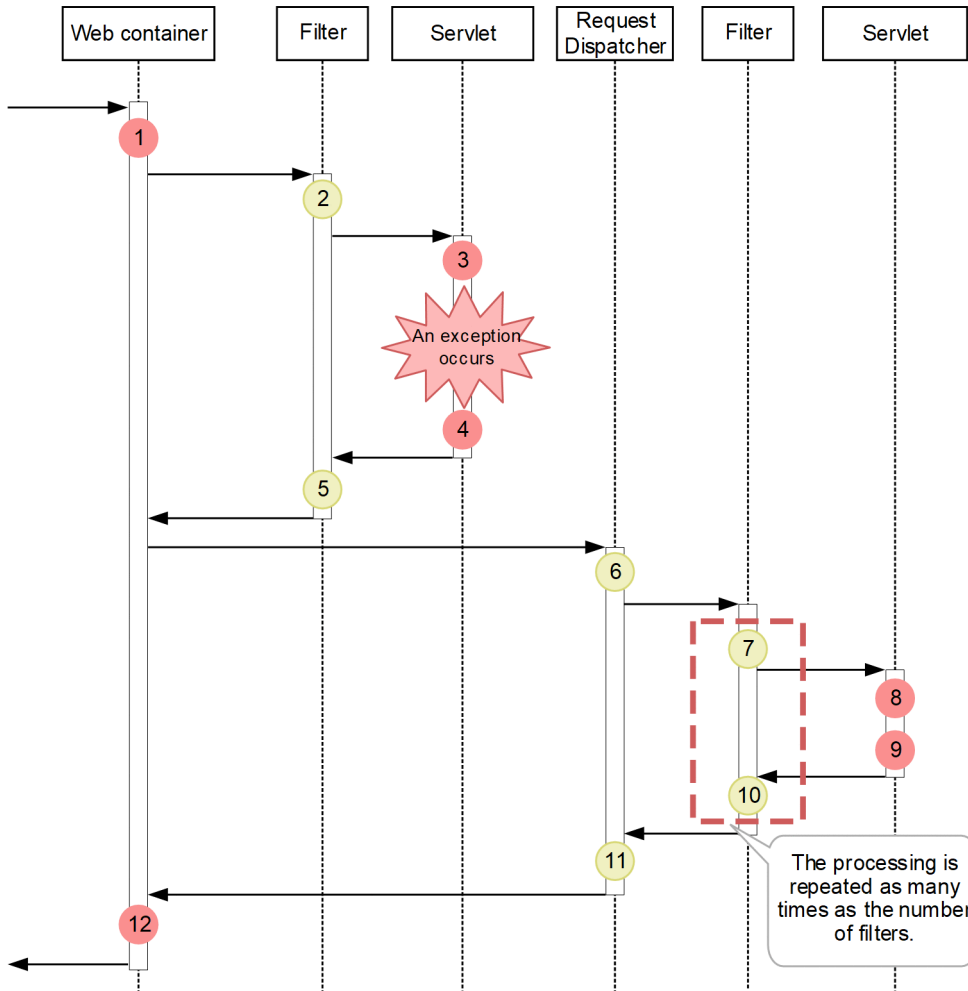 Web container
Filter
Servlet
Request
Dispatcher
Filter
Servlet
1
2
3
An exception
occurs
4
5
6
7
8
9
10
11
The processing is
repeated as many
times as the number
of filters.
12